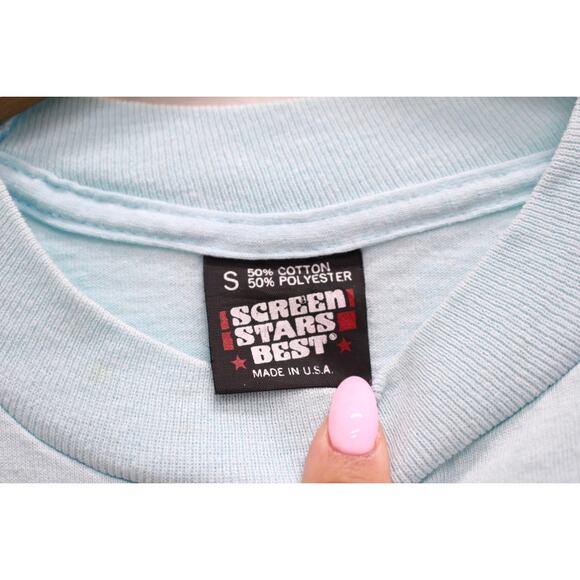 S 50% COTTON
50% POLYESTER
SCREEN
STARS
BEST®
MADE IN U.S.A.